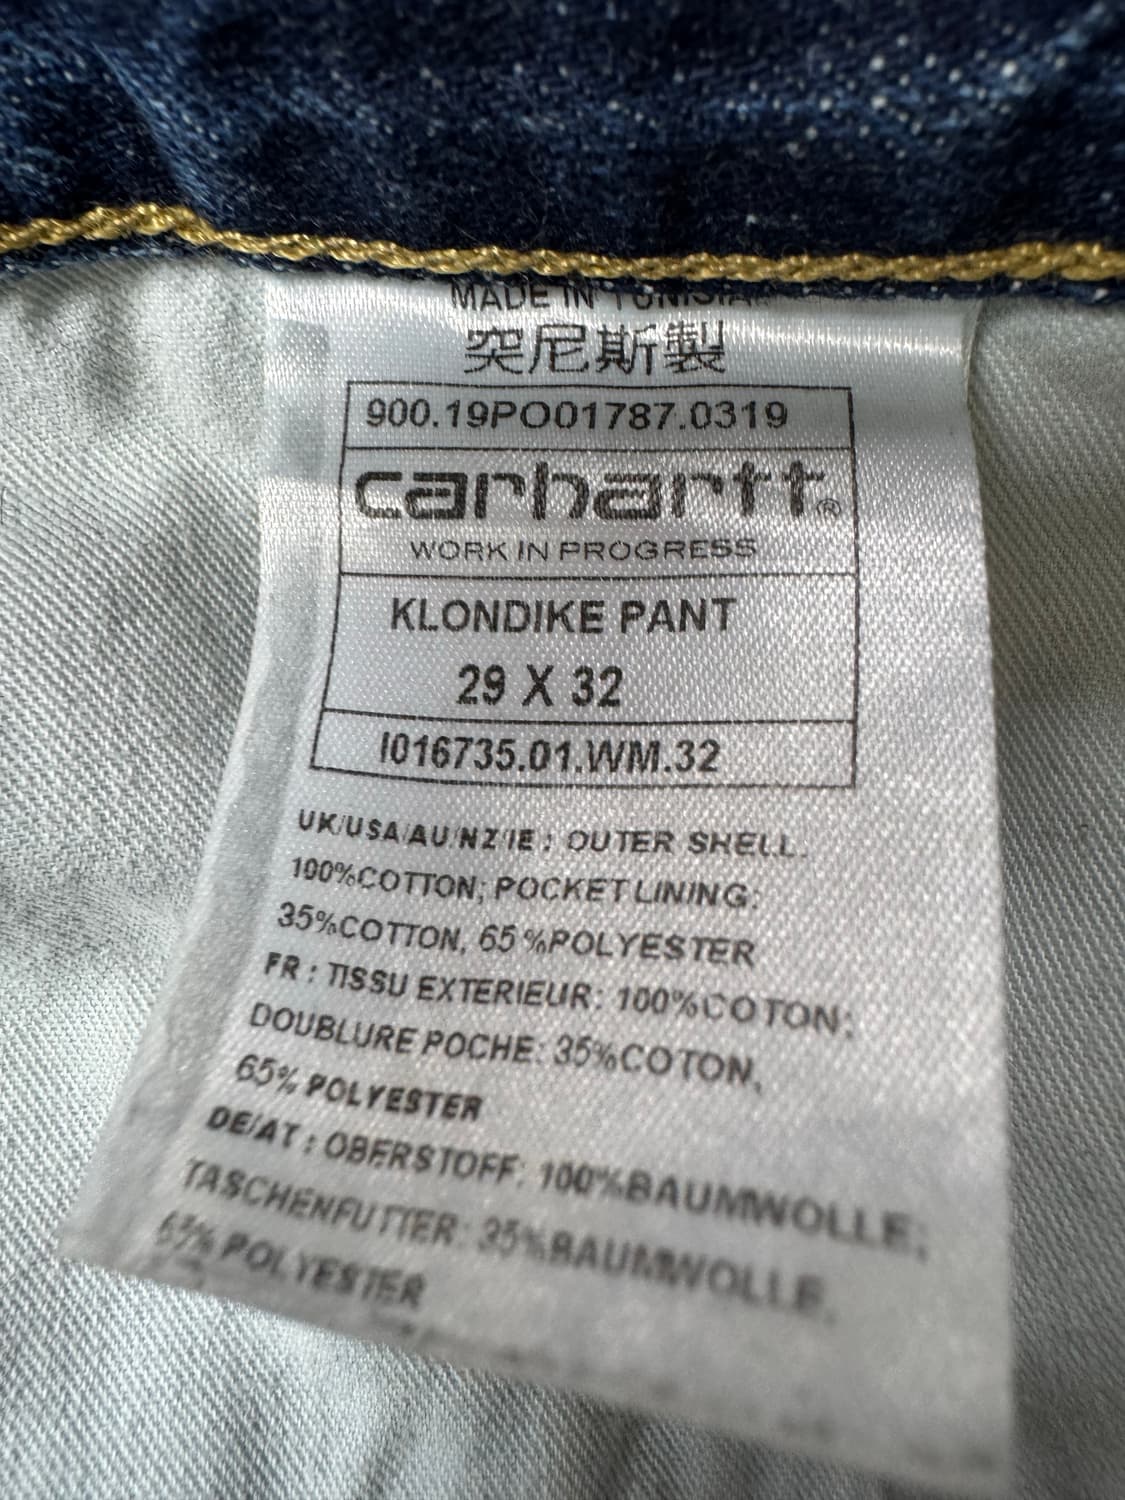 MADE IN TUNISIA
突尼斯製
900.19PO01787.0319
carhartt®
WORK IN PROGRESS
KLONDIKE PANT
29 X 32
I016735.01.WM.32
UK/USA/AU/NZ/IE : OUTER SHELL:
100%COTTON; POCKET LINING:
35%COTTON, 65%POLYESTER
FR : TISSU EXTERIEUR: 100%COTON;
DOUBLURE POCHE: 35%COTON,
65% POLYESTER
DE/AT : OBERSTOFF: 100%BAUMWOLLE;
TASCHENFUTTER: 35%BAUMWOLLE,
65% POLYESTER